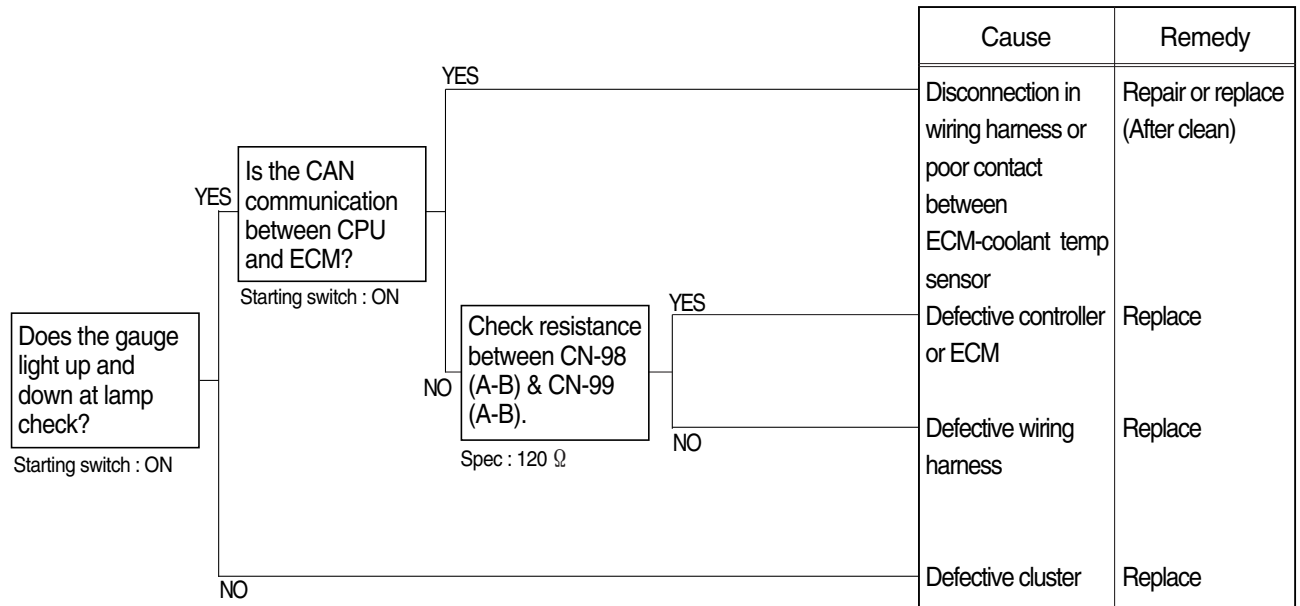 Cause
Remedy
YES
Disconnection in
wiring harness or
poor contact
between
ECM-coolant temp
sensor
Repair or replace
(After clean)
YES
Is the CAN
communication
between CPU
and ECM?
Starting switch : ON
YES
Does the gauge
light up and
down at lamp
check?
Starting switch : ON
NO
Check resistance
between CN-98
(A-B) & CN-99
(A-B).
Spec : 120 Ω
Defective controller
or ECM
Replace
NO
Defective wiring
harness
Replace
NO
Defective cluster
Replace